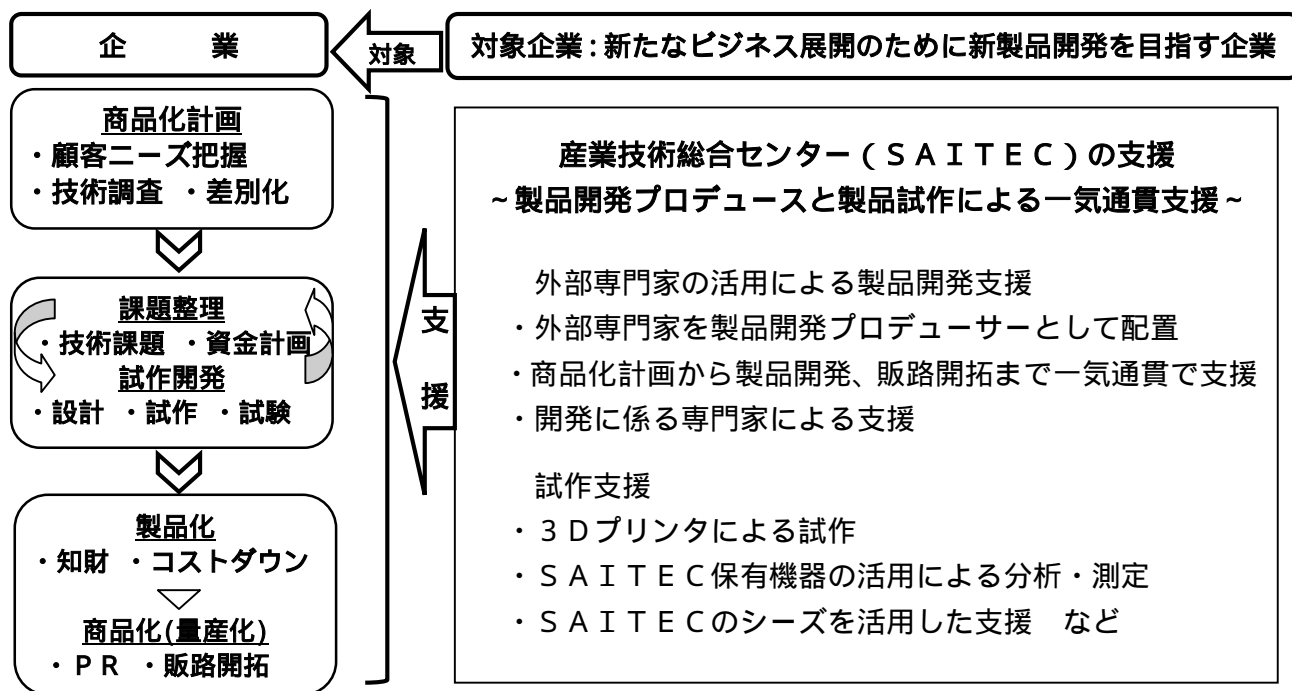 企　業
対象
対象企業：新たなビジネス展開のために新製品開発を目指す企業
商品化計画
・顧客ニーズ把握
・技術調査　・差別化
課題整理
・技術課題　・資金計画
試作開発
・設計　・試作　・試験
製品化
・知財　・コストダウン
商品化(量産化)
・ＰＲ　・販路開拓
支
援
産業技術総合センター（ＳＡＩＴＥＣ）の支援
～製品開発プロデュースと製品試作による一気通貫支援～
外部専門家の活用による製品開発支援
・外部専門家を製品開発プロデューサーとして配置
・商品化計画から製品開発、販路開拓まで一気通貫で支援
・開発に係る専門家による支援
試作支援
・３Ｄプリンタによる試作
・ＳＡＩＴＥＣ保有機器の活用による分析・測定
・ＳＡＩＴＥＣのシーズを活用した支援　など